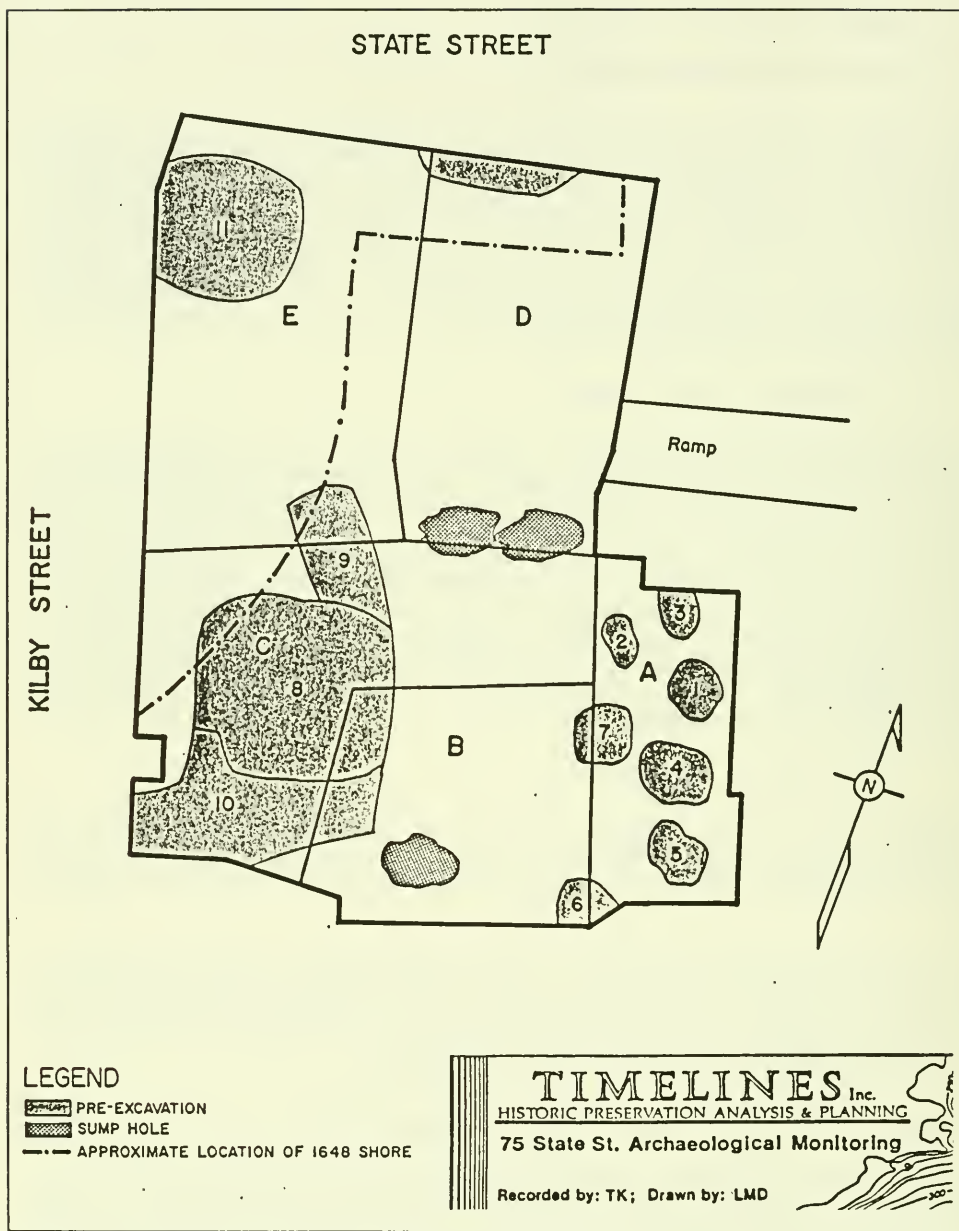 STATE STREET
11
E
D
Ramp
KILBY STREET
9
3
2
C
A
8
1
7
B
4
10
5
6
N
LEGEND
PRE-EXCAVATION
SUMP HOLE
APPROXIMATE LOCATION OF 1648 SHORE
TIMELINES Inc.
HISTORIC PRESERVATION ANALYSIS & PLANNING
75 State St. Archaeological Monitoring
Recorded by: TK; Drawn by: LMD